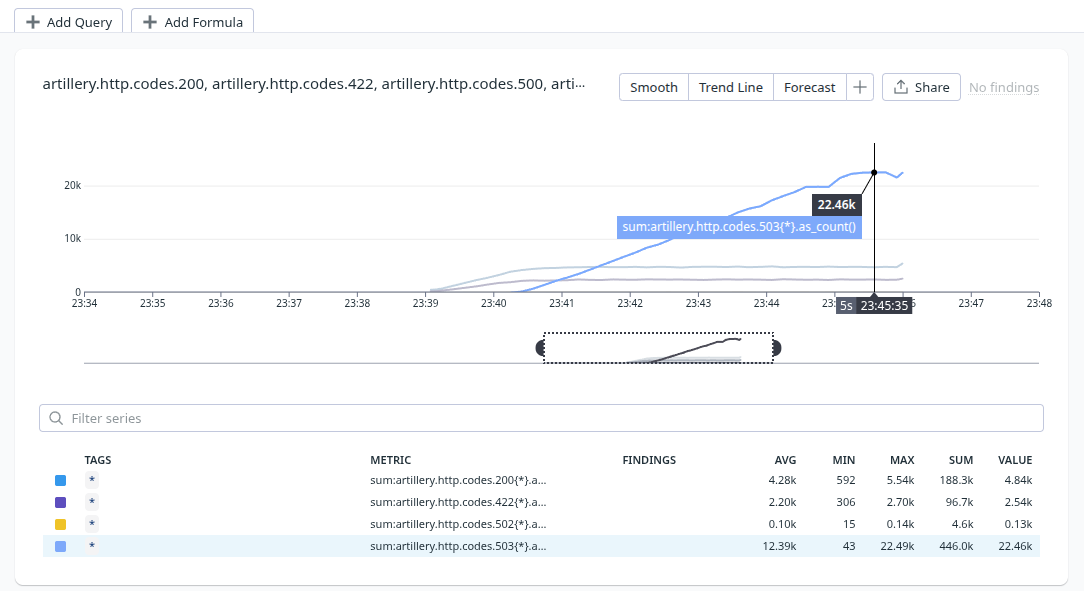 Add Query Add Formula
artillery.http.codes.200, artillery.http.codes.422, artillery.http.codes.500, arti...
Smooth Trend Line Forecast Share No findings
20k
22.46k
sum:artillery.http.codes.503{*}.as_count()
10k
0
23:34 23:35 23:36 23:37 23:38 23:39 23:40 23:41 23:42 23:43 23:44 5s 23:45:35 23:47 23:48
Filter series
TAGS METRIC FINDINGS AVG MIN MAX SUM VALUE
* sum:artillery.http.codes.200{*}.a... 4.28k 592 5.54k 188.3k 4.84k
* sum:artillery.http.codes.422{*}.a... 2.20k 306 2.70k 96.7k 2.54k
* sum:artillery.http.codes.502{*}.a... 0.10k 15 0.14k 4.6k 0.13k
* sum:artillery.http.codes.503{*}.a... 12.39k 43 22.49k 446.0k 22.46k